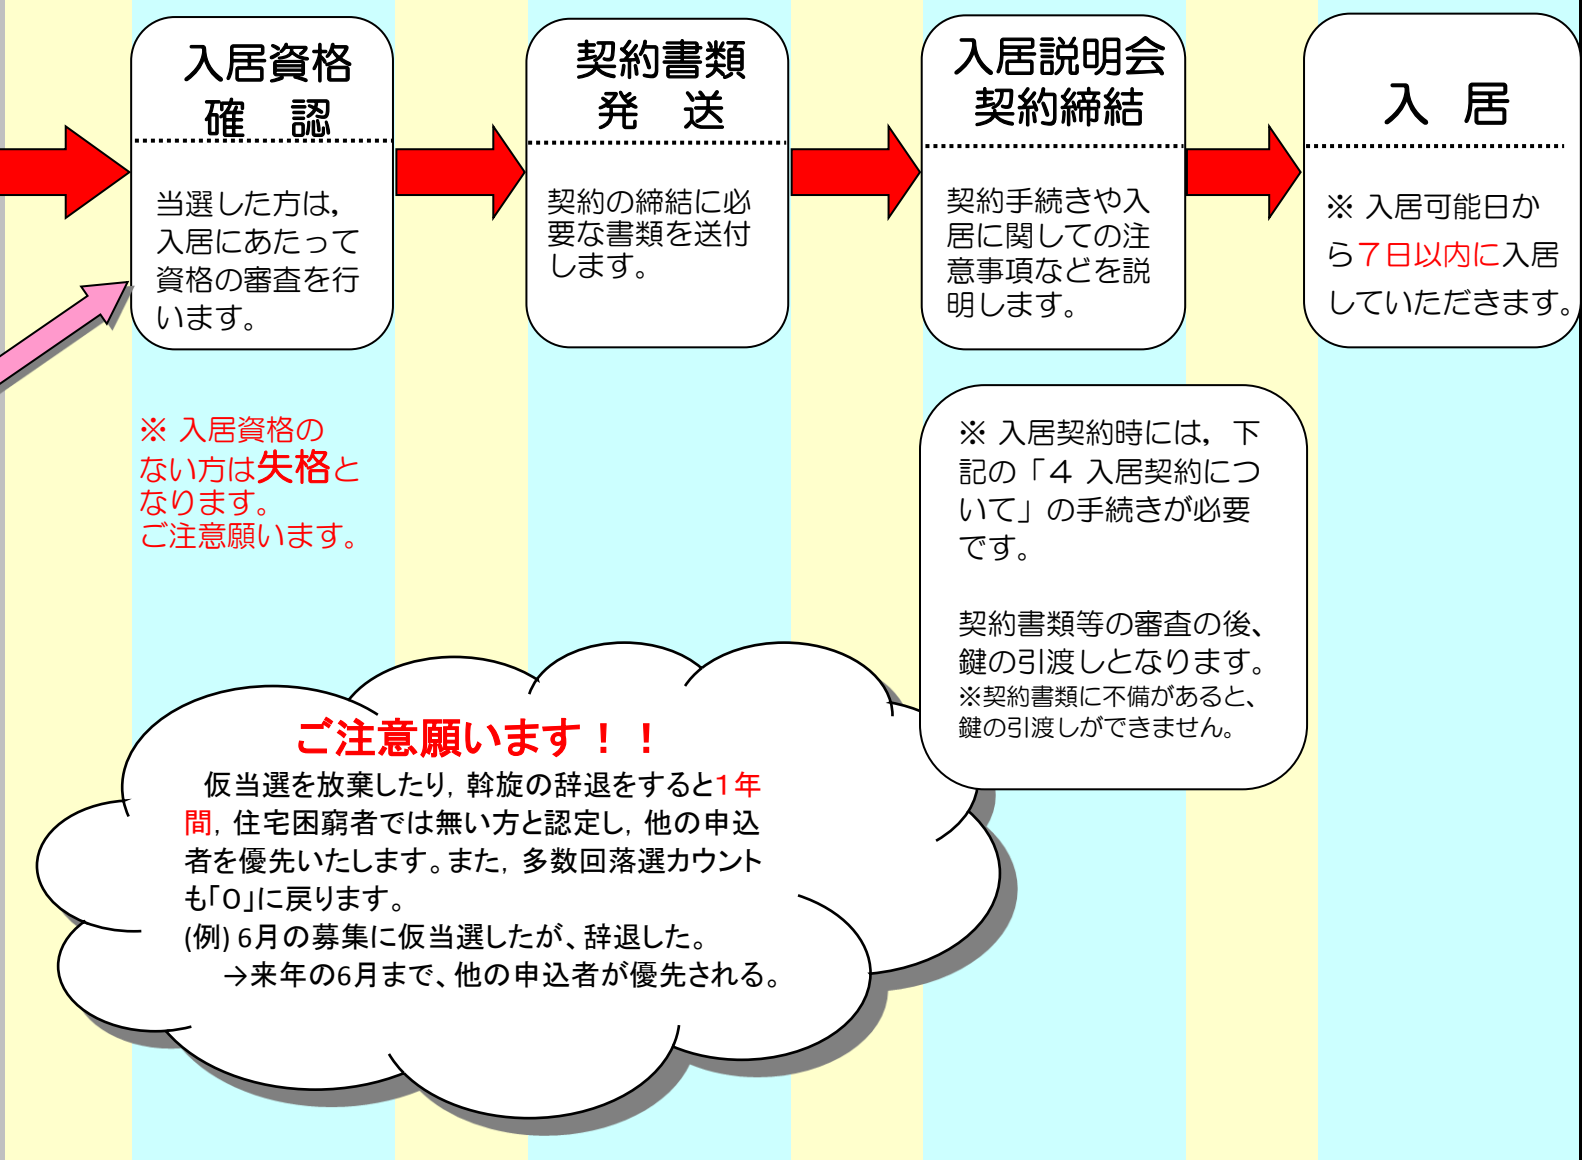 入居資格
確　認
当選した方は，
入居にあたって
資格の審査を行
います。
契約書類
発　送
契約の締結に必
要な書類を送付
します。
入居説明会
契約締結
契約手続きや入
居に関しての注
意事項などを説
明します。
入　居
※ 入居可能日か
ら７日以内に入居
していただきます。
※ 入居資格の
ない方は失格と
なります。
ご注意願います。
※ 入居契約時には，下
記の「４ 入居契約につ
いて」の手続きが必要
です。
契約書類等の審査の後、
鍵の引渡しとなります。
※契約書類に不備があると、
鍵の引渡しができません。
ご注意願います！！
仮当選を放棄したり，斡旋の辞退をすると１年
間，住宅困窮者では無い方と認定し，他の申込
者を優先いたします。また，多数回落選カウント
も「０」に戻ります。
(例) 6月の募集に仮当選したが、辞退した。
→来年の6月まで、他の申込者が優先される。